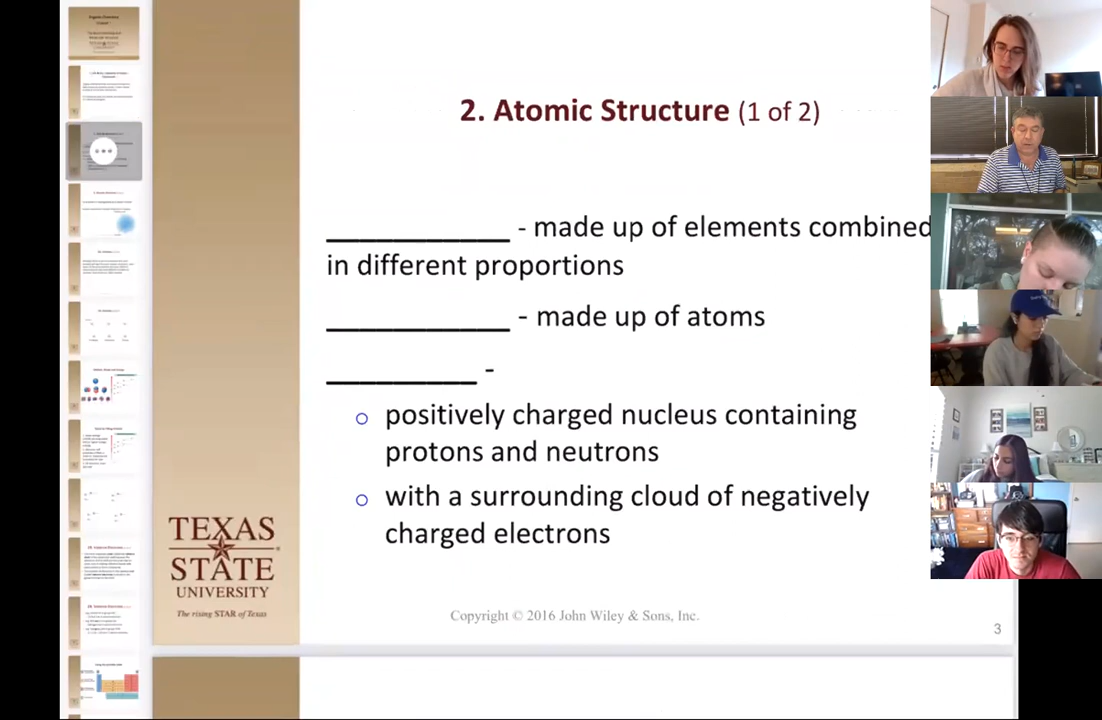 2. Atomic Structure (1 of 2)
____________ - made up of elements combined
in different proportions
____________ - made up of atoms
__________ -
positively charged nucleus containing
protons and neutrons
with a surrounding cloud of negatively
charged electrons
TEXAS
STATE
UNIVERSITY
The rising STAR of Texas
Copyright © 2016 John Wiley & Sons, Inc.
3